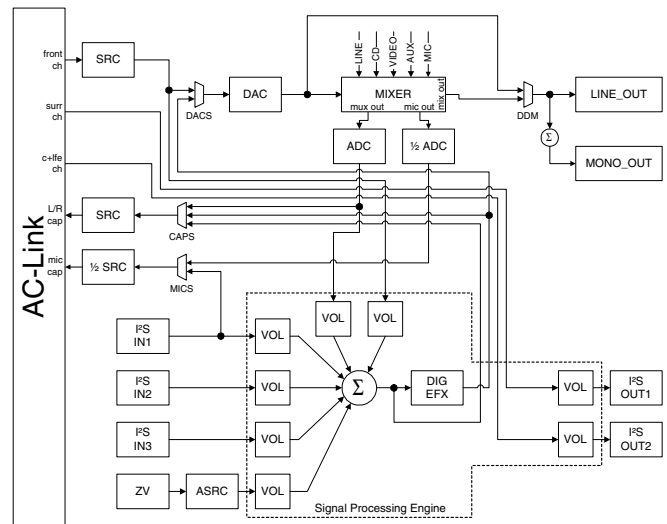 AC-Link
front
ch
surr
ch
c+lfe
ch
L/R
cap
mic
cap
SRC
DACS
DAC
LINE
CD
VIDEO
AUX
MIC
MIXER
mux out
mic out
mix out
DDM
LINE_OUT
Σ
MONO_OUT
ADC
½ ADC
SRC
CAPS
½ SRC
MICS
VOL
VOL
I²S
IN1
VOL
I²S
IN2
VOL
Σ
DIG
EFX
VOL
I²S
OUT1
I²S
IN3
VOL
VOL
I²S
OUT2
ZV
ASRC
VOL
Signal Processing Engine